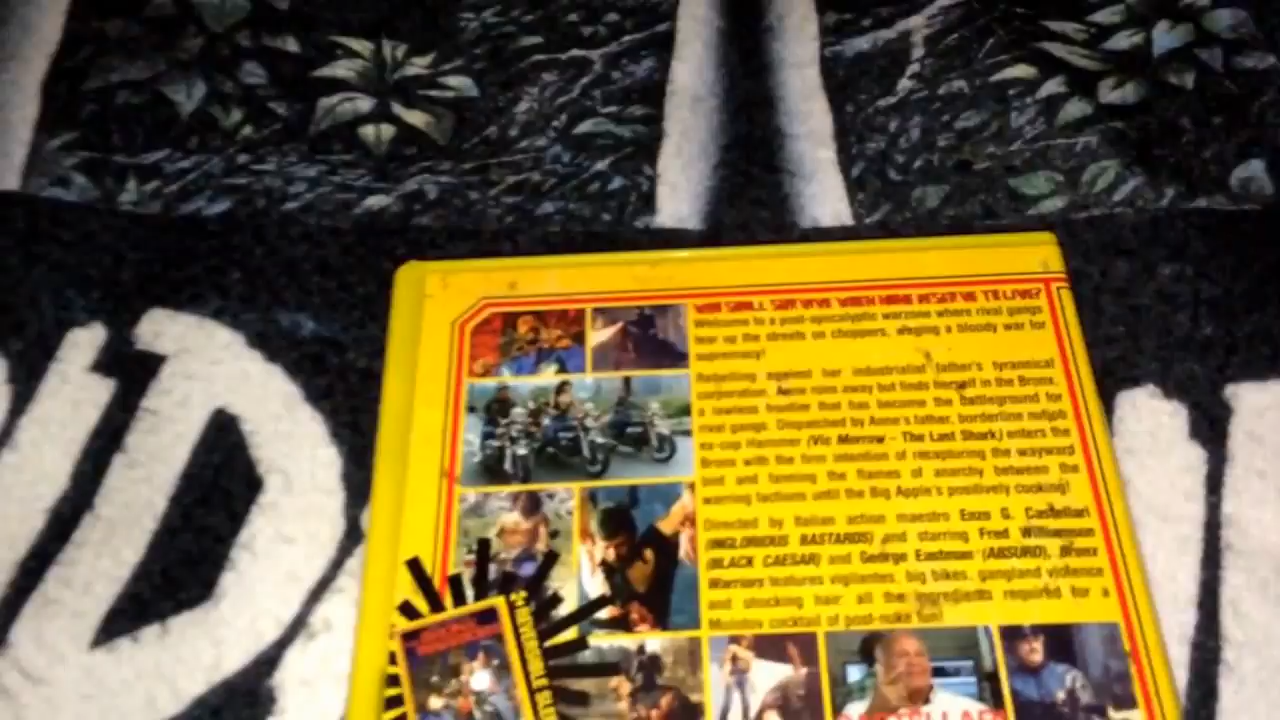 WHO SHALL SURVIVE WHEN NONE DESERVE TO LIVE?
Welcome to a post-apocalyptic warzone where rival gangs
tear up the streets on choppers, waging a bloody war for
supremacy!
Rebelling against her industrialist father's tyrannical
corporation, Anne runs away but finds herself in the Bronx,
a lawless frontier that has become the battleground for
rival gangs. Dispatched by Anne's father, borderline nutjob
ex-cop Hammer (Vic Morrow – The Last Shark) enters the
Bronx with the firm intention of recapturing the wayward
and fanning the flames of anarchy between the
warring factions until the Big Apple's positively cooking!
Directed by Italian action maestro Enzo G. Castellari
(INGLORIOUS BASTARDS) and starring Fred Williamson
(BLACK CAESAR) and George Eastman (ABSURD), Bronx
Warriors features vigilantes, big bikes, gangland violence
and shocking hair, all the ingredients required for a
Molotov cocktail of post-nuke fun!
D
CASTELLARI